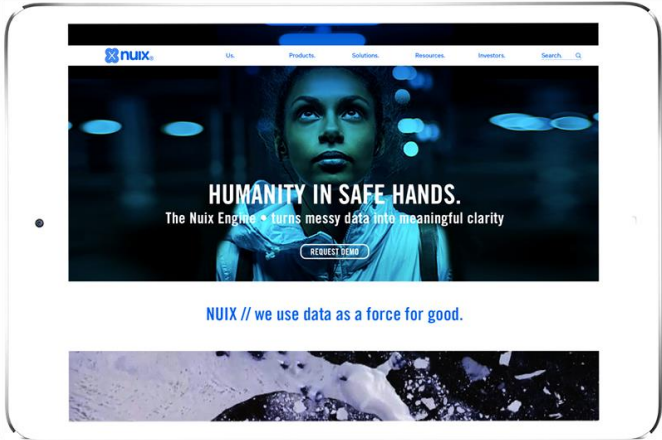 nuix
Us. Products. Solutions. Resources. Investors. Search.
HUMANITY IN SAFE HANDS.
The Nuix Engine • turns messy data into meaningful clarity
REQUEST DEMO
NUIX // we use data as a force for good.